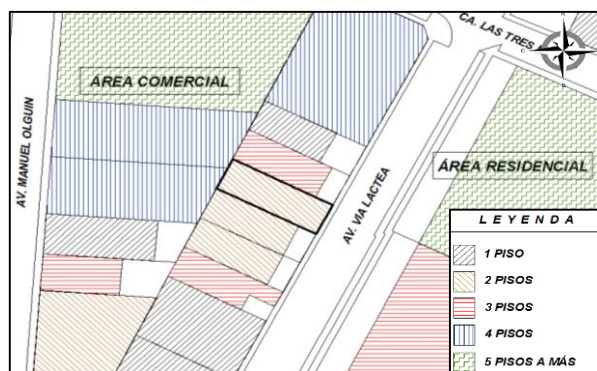 CA. LAS TRES
ÁREA COMERCIAL
AV. MANUEL OLGUIN
AV. VIA LACTEA
ÁREA RESIDENCIAL
LEYENDA
1 PISO
2 PISOS
3 PISOS
4 PISOS
5 PISOS A MÁS